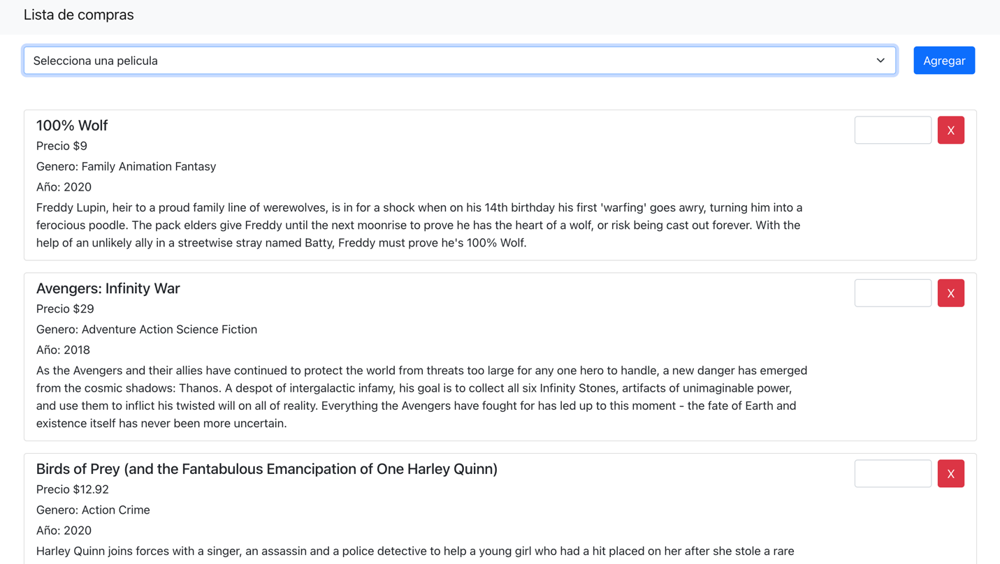 Lista de compras
Selecciona una pelicula
Agregar
100% Wolf
X
Precio $9
Genero: Family Animation Fantasy
Año: 2020
Freddy Lupin, heir to a proud family line of werewolves, is in for a shock when on his 14th birthday his first 'warfing' goes awry, turning him into a
ferocious poodle. The pack elders give Freddy until the next moonrise to prove he has the heart of a wolf, or risk being cast out forever. With the
help of an unlikely ally in a streetwise stray named Batty, Freddy must prove he's 100% Wolf.
Avengers: Infinity War
X
Precio $29
Genero: Adventure Action Science Fiction
Año: 2018
As the Avengers and their allies have continued to protect the world from threats too large for any one hero to handle, a new danger has emerged
from the cosmic shadows: Thanos. A despot of intergalactic infamy, his goal is to collect all six Infinity Stones, artifacts of unimaginable power,
and use them to inflict his twisted will on all of reality. Everything the Avengers have fought for has led up to this moment - the fate of Earth and
existence itself has never been more uncertain.
Birds of Prey (and the Fantabulous Emancipation of One Harley Quinn)
X
Precio $12.92
Genero: Action Crime
Año: 2020
Harley Quinn joins forces with a singer, an assassin and a police detective to help a young girl who had a hit placed on her after she stole a rare